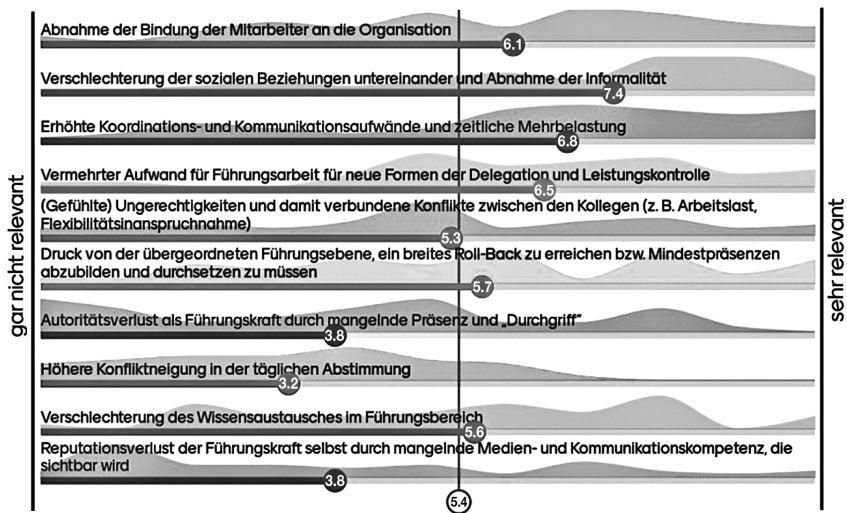 Abnahme der Bindung der Mitarbeiter an die Organisation
6.1
Verschlechterung der sozialen Beziehungen untereinander und Abnahme der Informalität
7.4
Erhöhte Koordinations- und Kommunikationsaufwände und zeitliche Mehrbelastung
6.8
Vermehrter Aufwand für Führungsarbeit für neue Formen der Delegation und Leistungskontrolle
6.5
(Gefühlte) Ungerechtigkeiten und damit verbundene Konflikte zwischen den Kollegen (z. B. Arbeitslast,
Flexibilitätsinanspruchnahme)
5.3
Druck von der übergeordneten Führungsebene, ein breites Roll-Back zu erreichen bzw. Mindestpräsenzen
abzubilden und durchsetzen zu müssen
5.7
Autoritätsverlust als Führungskraft durch mangelnde Präsenz und „Durchgriff“
3.8
Höhere Konfliktneigung in der täglichen Abstimmung
3.2
Verschlechterung des Wissensaustausches im Führungsbereich
5.6
Reputationsverlust der Führungskraft selbst durch mangelnde Medien- und Kommunikationskompetenz, die
sichtbar wird
3.8
5.4
gar nicht relevant
sehr relevant